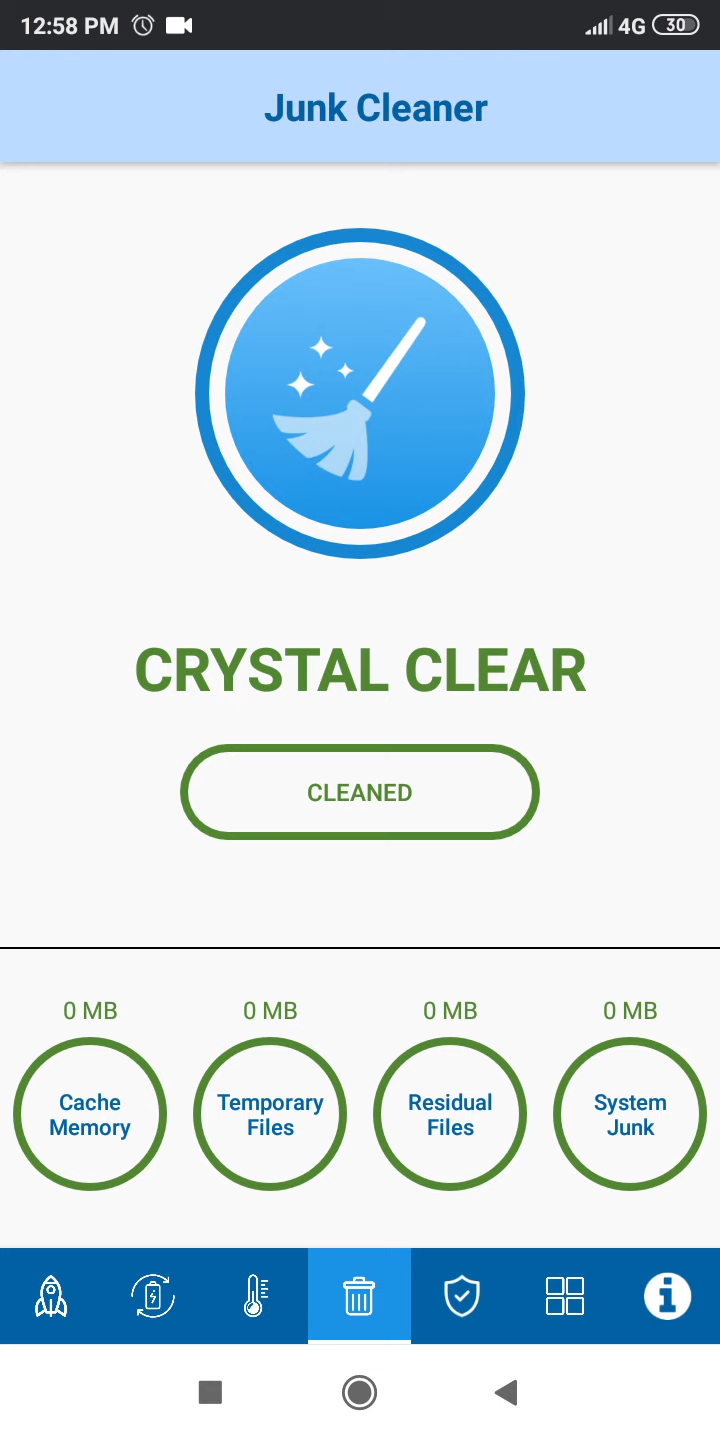 12:58 PM 4G 30
Junk Cleaner
CRYSTAL CLEAR
CLEANED
0 MB 0 MB 0 MB 0 MB
Cache Temporary Residual System
Memory Files Files Junk